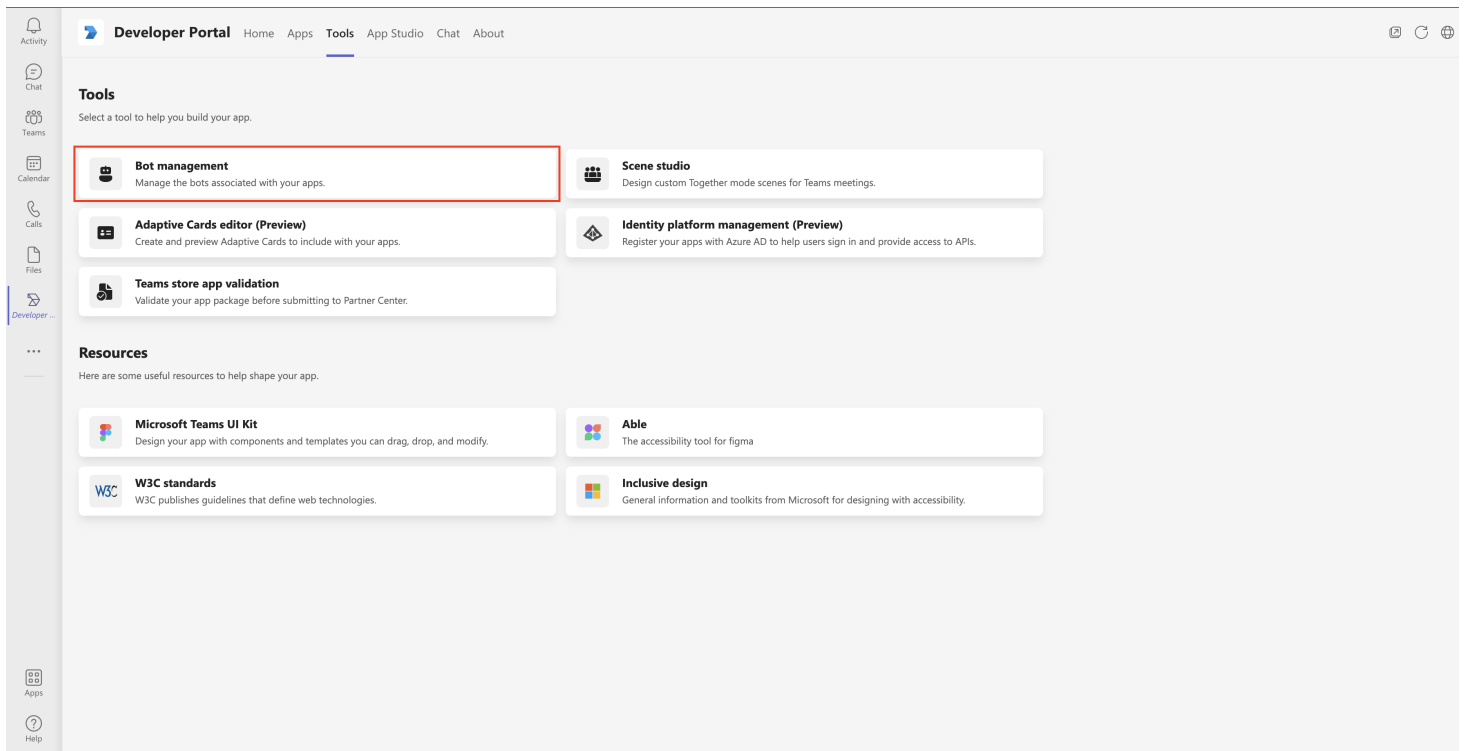 Activity
Chat
Teams
Calendar
Calls
Files
Developer ...
Apps
Help
Developer Portal Home Apps Tools App Studio Chat About
Tools
Select a tool to help you build your app.
Bot management
Manage the bots associated with your apps.
Scene studio
Design custom Together mode scenes for Teams meetings.
Adaptive Cards editor (Preview)
Create and preview Adaptive Cards to include with your apps.
Identity platform management (Preview)
Register your apps with Azure AD to help users sign in and provide access to APIs.
Teams store app validation
Validate your app package before submitting to Partner Center.
Resources
Here are some useful resources to help shape your app.
Microsoft Teams UI Kit
Design your app with components and templates you can drag, drop, and modify.
Able
The accessibility tool for figma
W3C
W3C standards
W3C publishes guidelines that define web technologies.
Inclusive design
General information and toolkits from Microsoft for designing with accessibility.